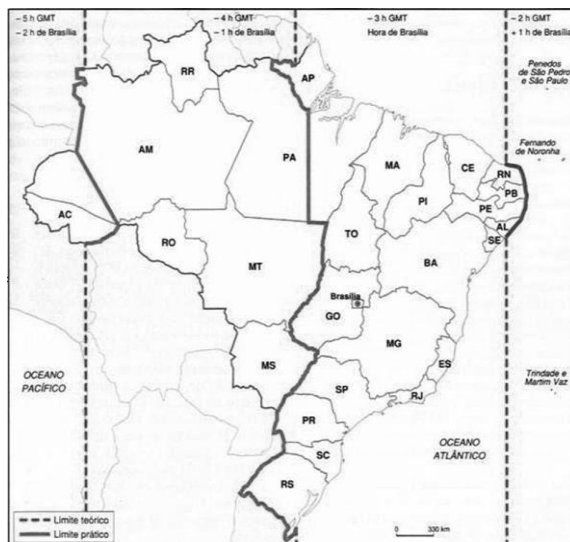 – 5 h GMT
– 2 h de Brasília
– 4 h GMT
– 1 h de Brasília
– 3 h GMT
Hora de Brasília
– 2 h GMT
+ 1 h de Brasília
Penedos
de São Pedro
e São Paulo
RR
AP
Fernando
de Noronha
AM
PA
MA
CE
RN
PB
PI
PE
AC
AL
TO
SE
RO
MT
BA
Brasília
GO
MG
OCEANO
PACÍFICO
MS
ES
Trindade e
Martim Vaz
SP
RJ
PR
OCEANO
ATLÂNTICO
SC
RS
Limite teórico
Limite prático
0 330 km